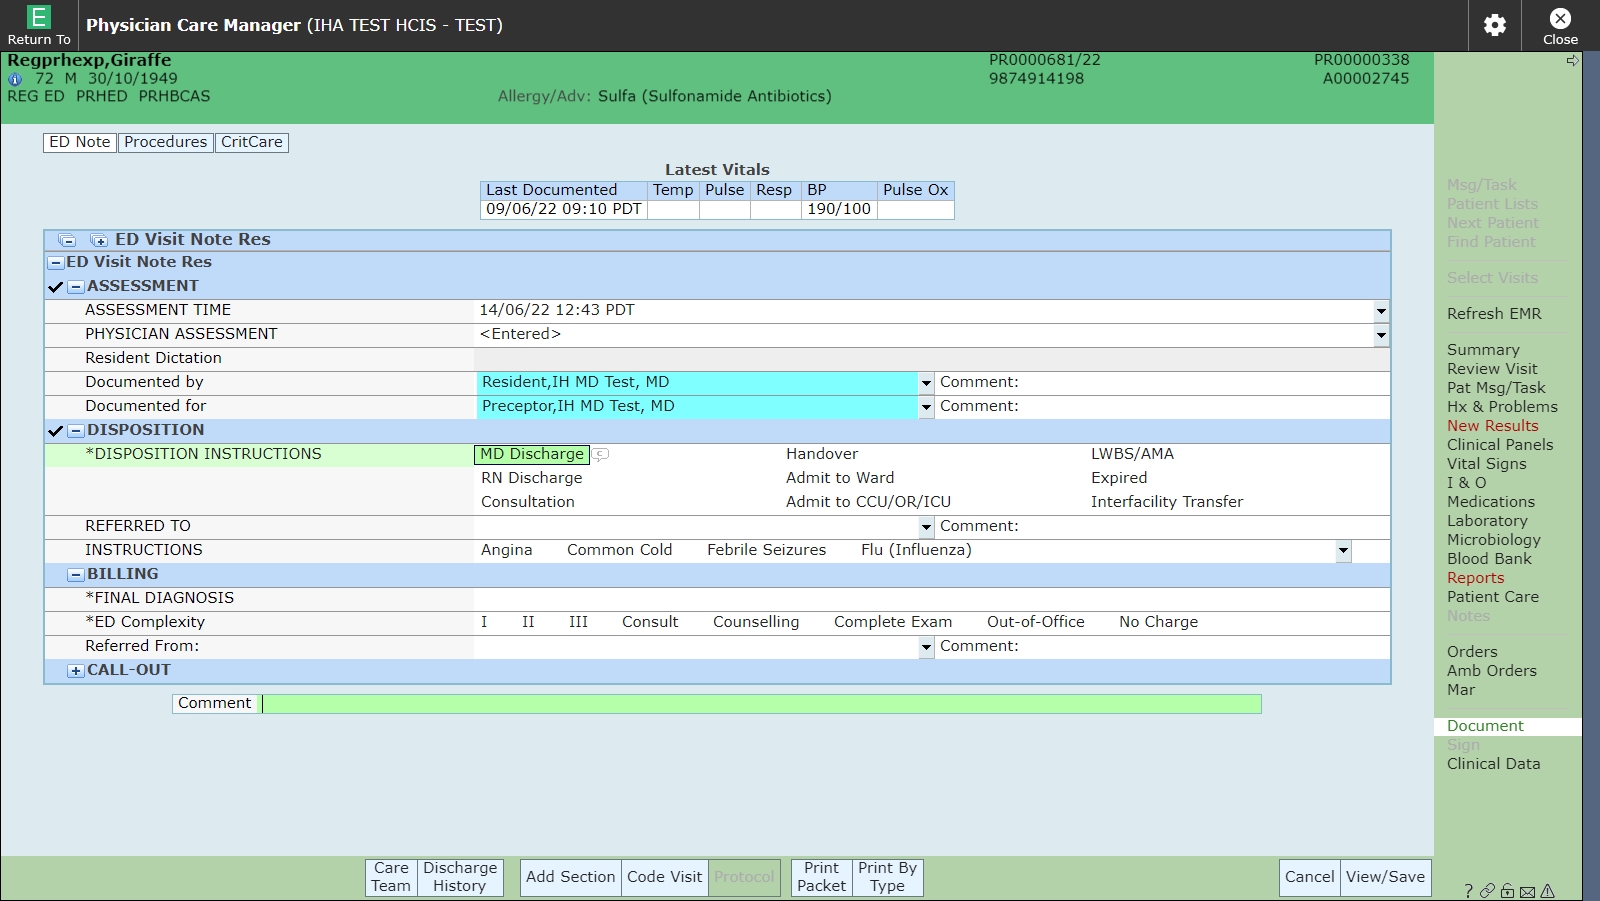 E
Return To
Physician Care Manager (IHA TEST HCIS - TEST)
Close
Regprhexp,Giraffe
72 M 30/10/1949
REG ED PRHED PRHBCAS
Allergy/Adv: Sulfa (Sulfonamide Antibiotics)
PR0000681/22
9874914198
PR00000338
A00002745
ED Note Procedures CritCare
Latest Vitals
Last Documented Temp Pulse Resp BP Pulse Ox
09/06/22 09:10 PDT 190/100
ED Visit Note Res
ED Visit Note Res
ASSESSMENT
ASSESSMENT TIME 14/06/22 12:43 PDT
PHYSICIAN ASSESSMENT <Entered>
Resident Dictation
Documented by Resident,IH MD Test, MD Comment:
Documented for Preceptor,IH MD Test, MD Comment:
DISPOSITION
*DISPOSITION INSTRUCTIONS MD Discharge Handover LWBS/AMA
RN Discharge Admit to Ward Expired
Consultation Admit to CCU/OR/ICU Interfacility Transfer
REFERRED TO Comment:
INSTRUCTIONS Angina Common Cold Febrile Seizures Flu (Influenza)
BILLING
*FINAL DIAGNOSIS
*ED Complexity I II III Consult Counselling Complete Exam Out-of-Office No Charge
Referred From: Comment:
CALL-OUT
Comment
Msg/Task
Patient Lists
Next Patient
Find Patient
Select Visits
Refresh EMR
Summary
Review Visit
Pat Msg/Task
Hx & Problems
New Results
Clinical Panels
Vital Signs
I & O
Medications
Laboratory
Microbiology
Blood Bank
Reports
Patient Care
Notes
Orders
Amb Orders
Mar
Document
Sign
Clinical Data
Care Team
Discharge History
Add Section
Code Visit
Protocol
Print Packet
Print By Type
Cancel
View/Save
?